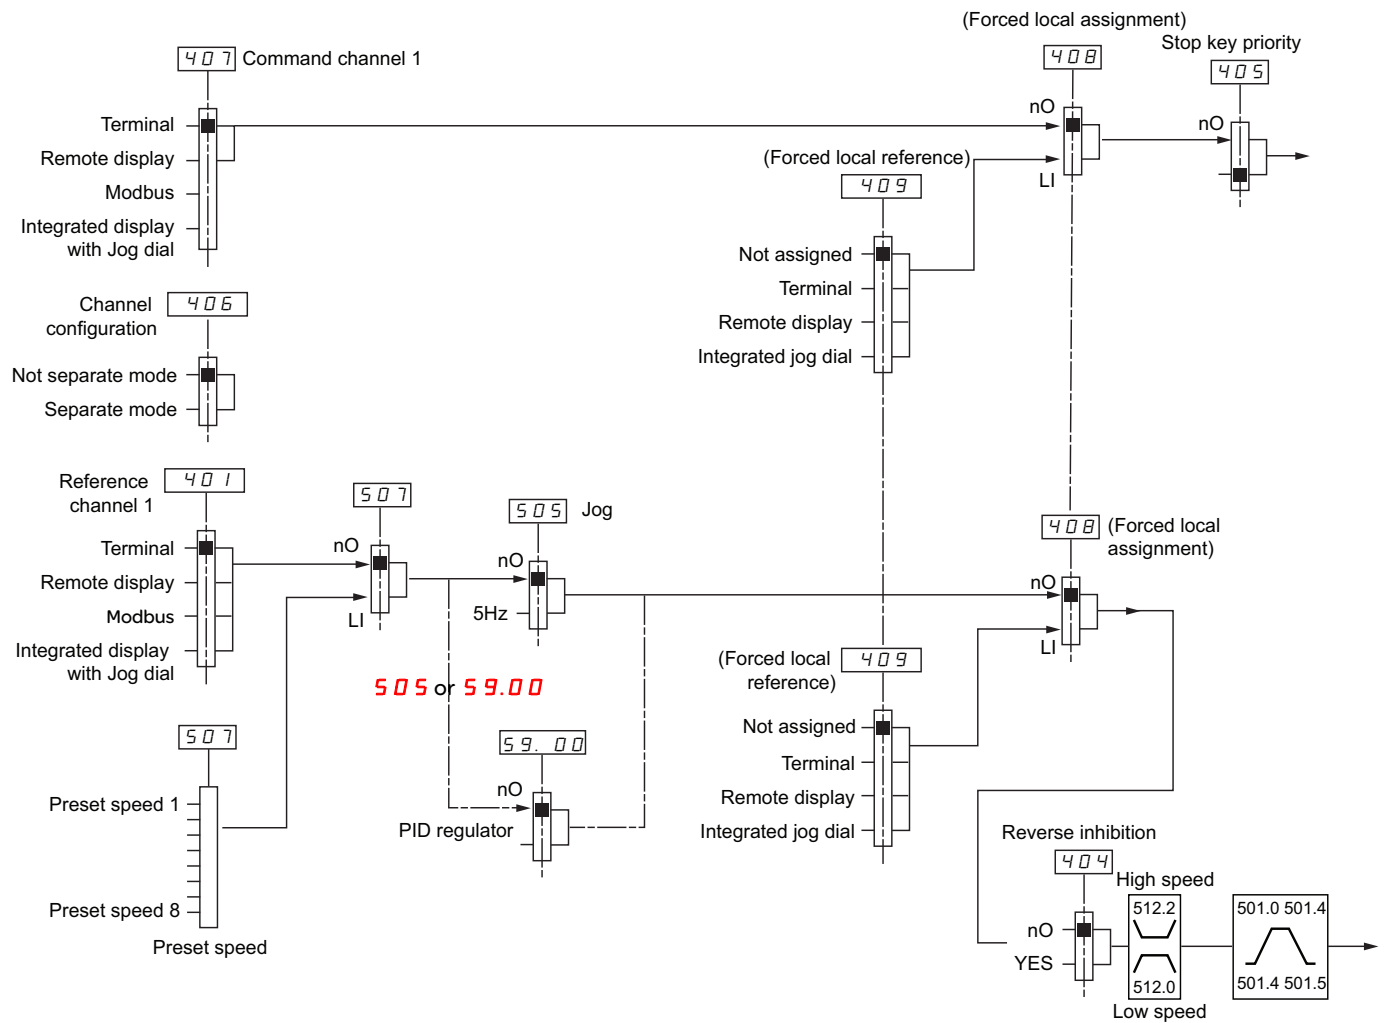 (Forced local assignment)
407 Command channel 1
408
Stop key priority
405
nO
nO
Terminal
Remote display
Modbus
Integrated display
with Jog dial
LI
(Forced local reference)
409
Not assigned
Terminal
Remote display
Integrated jog dial
Channel
configuration
406
Not separate mode
Separate mode
Reference
channel 1
401
Terminal
Remote display
Modbus
Integrated display
with Jog dial
507
nO
LI
505 Jog
nO
5Hz
505 or 59.00
408 (Forced local
assignment)
nO
LI
(Forced local
reference)
409
Not assigned
Terminal
Remote display
Integrated jog dial
507
Preset speed 1
Preset speed 8
Preset speed
59. 00
nO
PID regulator
Reverse inhibition
404
nO
YES
High speed
512.2
512.0
Low speed
501.0 501.4
501.4 501.5